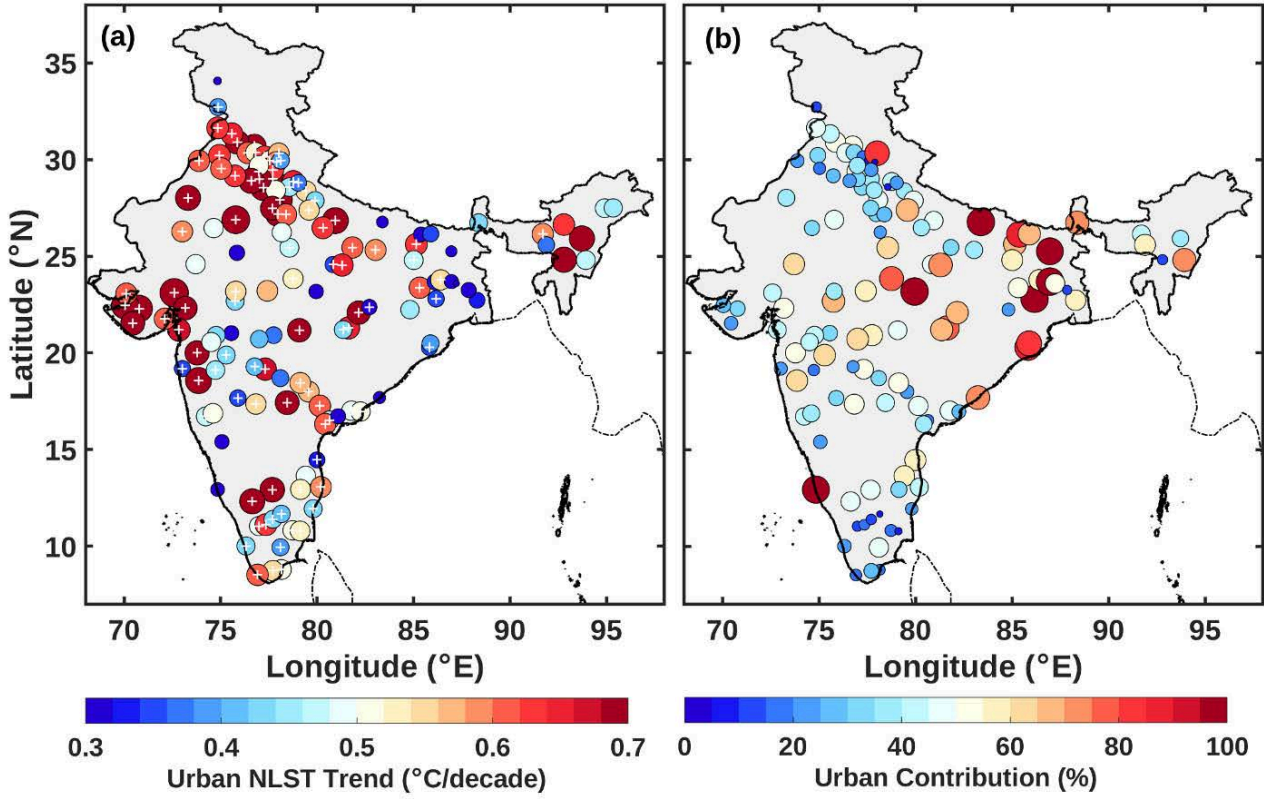 (a)
(b)
35
30
25
20
15
10
Latitude (°N)
70 75 80 85 90 95
70 75 80 85 90 95
Longitude (°E)
Longitude (°E)
0.3 0.4 0.5 0.6 0.7
0 20 40 60 80 100
Urban NLST Trend (°C/decade)
Urban Contribution (%)